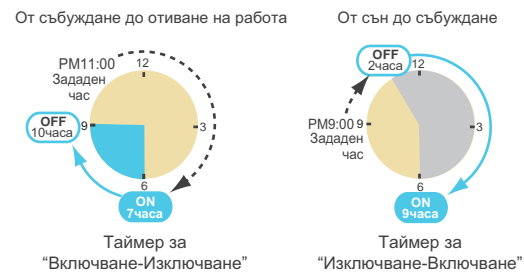 От събуждане до отиване на работа
PM11:00
Зададен
час
12
3
6
9
OFF
10часа
ON
7часа
Таймер за
“Включване-Изключване”
От сън до събуждане
OFF
2часа
12
3
6
9
PM9:00
Зададен
час
ON
9часа
Таймер за
“Изключване-Включване”